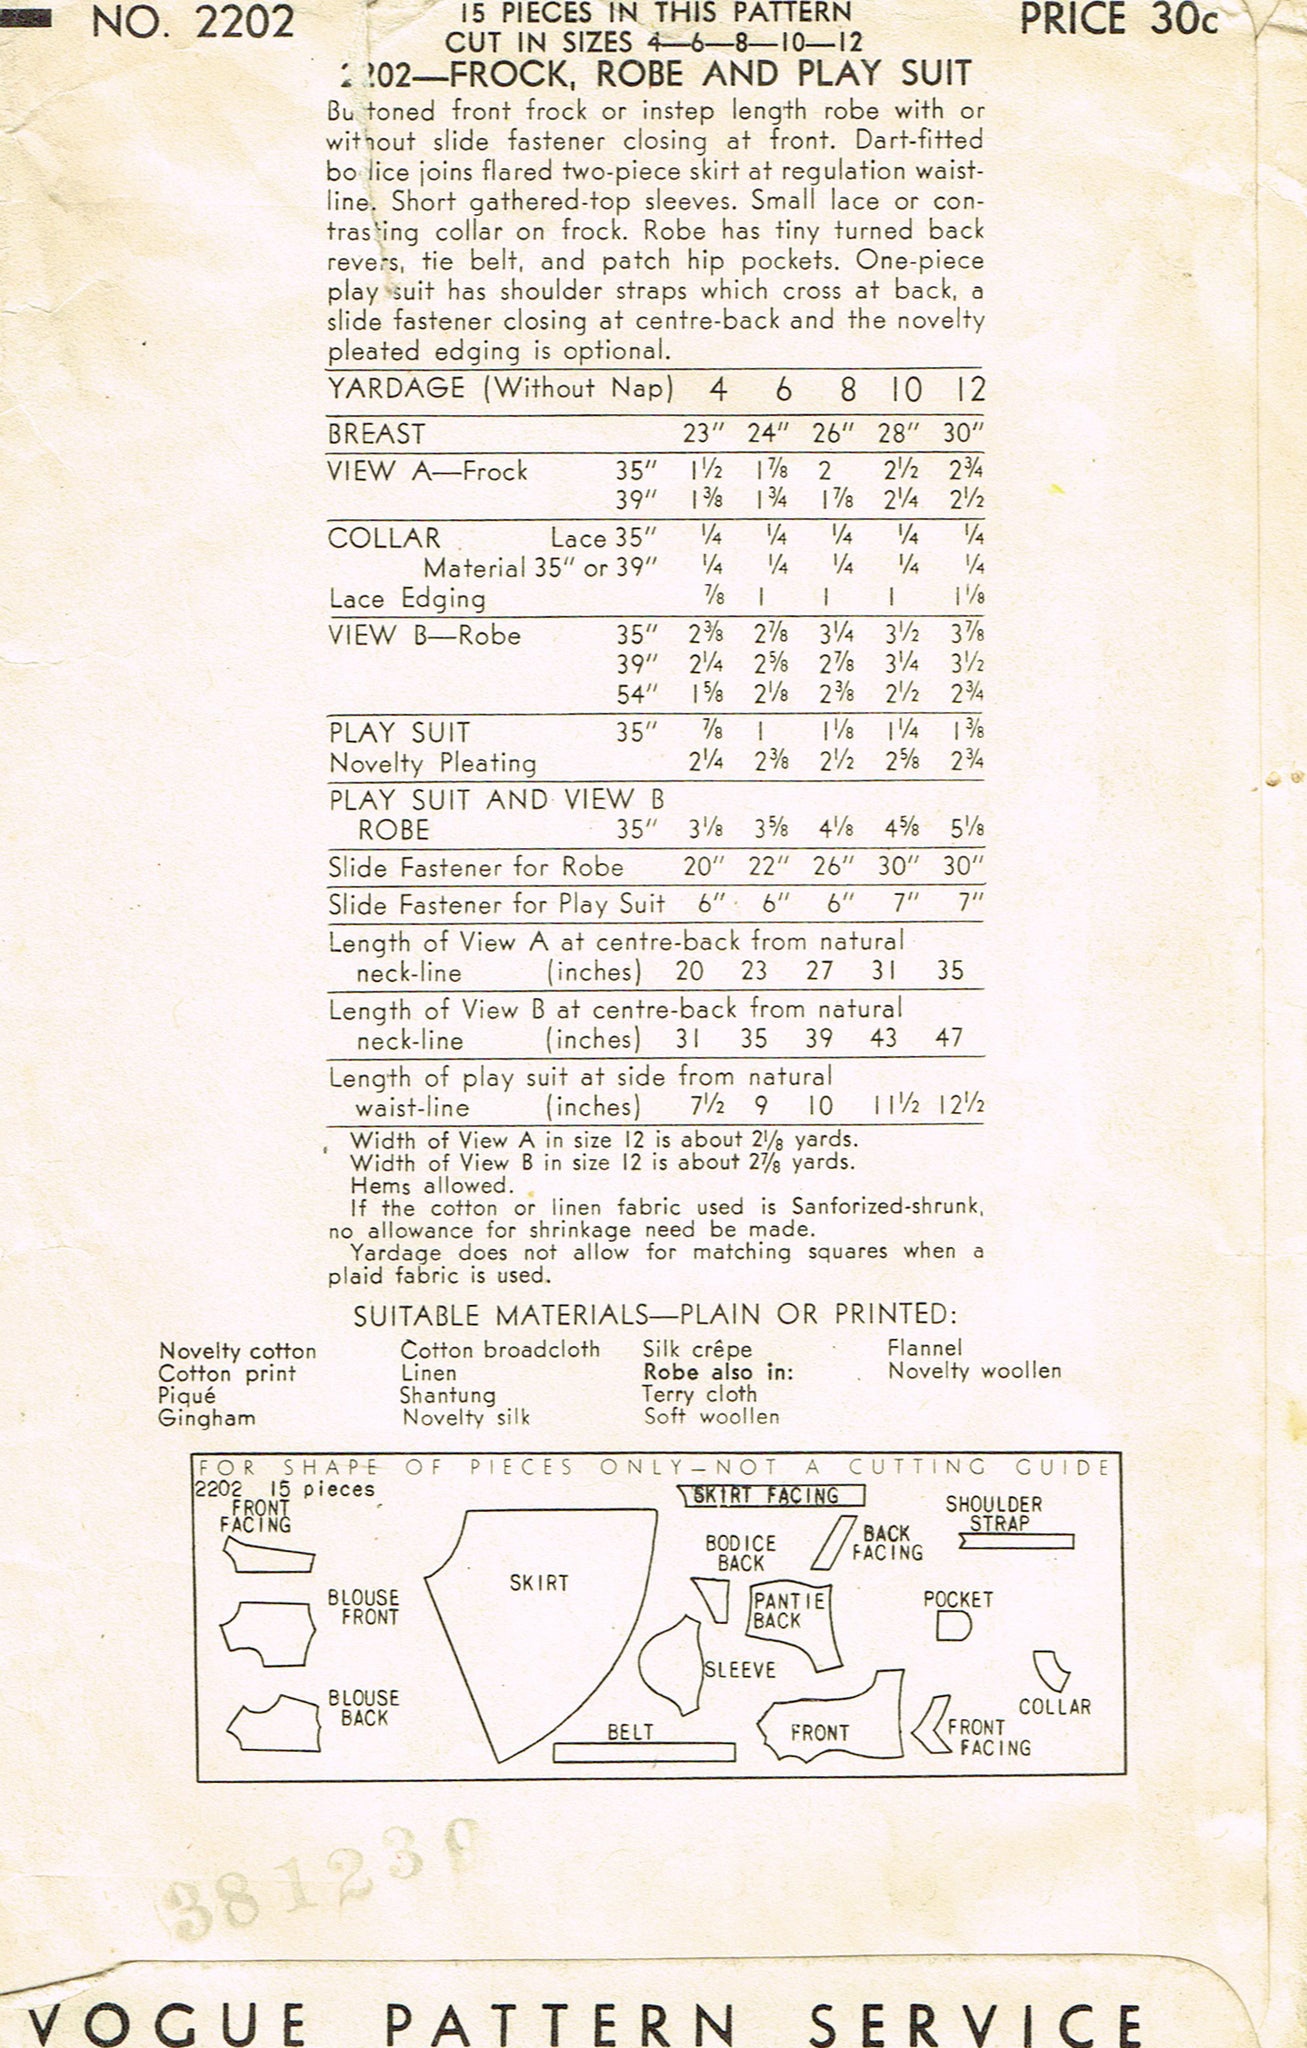 NO. 2202
15 PIECES IN THIS PATTERN
PRICE 30c
CUT IN SIZES 4—6—8—10—12
2202—FROCK, ROBE AND PLAY SUIT
Buttoned front frock or instep length robe with or
without slide fastener closing at front. Dart-fitted
bodice joins flared two-piece skirt at regulation waist-
line. Short gathered-top sleeves. Small lace or con-
trasting collar on frock. Robe has tiny turned back
revers, tie belt, and patch hip pockets. One-piece
play suit has shoulder straps which cross at back, a
slide fastener closing at centre-back and the novelty
pleated edging is optional.
YARDAGE (Without Nap) 4 6 8 10 12
BREAST 23" 24" 26" 28" 30"
VIEW A—Frock 35" 1½ 1⅞ 2 2½ 2¾
39" 1⅜ 1¾ 1⅞ 2¼ 2½
COLLAR Lace 35" ¼ ¼ ¼ ¼ ¼
Material 35" or 39" ¼ ¼ ¼ ¼ ¼
Lace Edging ⅞ 1 1 1 1⅛
VIEW B—Robe 35" 2⅜ 2⅞ 3¼ 3½ 3⅞
39" 2¼ 2⅝ 2⅞ 3¼ 3½
54" 1⅝ 2⅛ 2⅜ 2½ 2¾
PLAY SUIT 35" ⅞ 1 1⅛ 1¼ 1⅜
Novelty Pleating 2¼ 2⅜ 2½ 2⅝ 2¾
PLAY SUIT AND VIEW B
ROBE 35" 3⅛ 3⅝ 4⅛ 4⅝ 5⅛
Slide Fastener for Robe 20" 22" 26" 30" 30"
Slide Fastener for Play Suit 6" 6" 6" 7" 7"
Length of View A at centre-back from natural
neck-line (inches) 20 23 27 31 35
Length of View B at centre-back from natural
neck-line (inches) 31 35 39 43 47
Length of play suit at side from natural
waist-line (inches) 7½ 9 10 11½ 12½
Width of View A in size 12 is about 2⅛ yards.
Width of View B in size 12 is about 2⅞ yards.
Hems allowed.
If the cotton or linen fabric used is Sanforized-shrunk,
no allowance for shrinkage need be made.
Yardage does not allow for matching squares when a
plaid fabric is used.
SUITABLE MATERIALS—PLAIN OR PRINTED:
Novelty cotton Cotton broadcloth Silk crêpe Flannel
Cotton print Linen Robe also in: Novelty woollen
Piqué Shantung Terry cloth
Gingham Novelty silk Soft woollen
FOR SHAPE OF PIECES ONLY—NOT A CUTTING GUIDE
2202 15 pieces
FRONT
FACING
SKIRT FACING
SHOULDER
STRAP
BACK
FACING
BODICE
BACK
SKIRT
BLOUSE
FRONT
PANTIE
BACK
POCKET
SLEEVE
BLOUSE
BACK
COLLAR
BELT
FRONT
FRONT
FACING
VOGUE PATTERN SERVICE